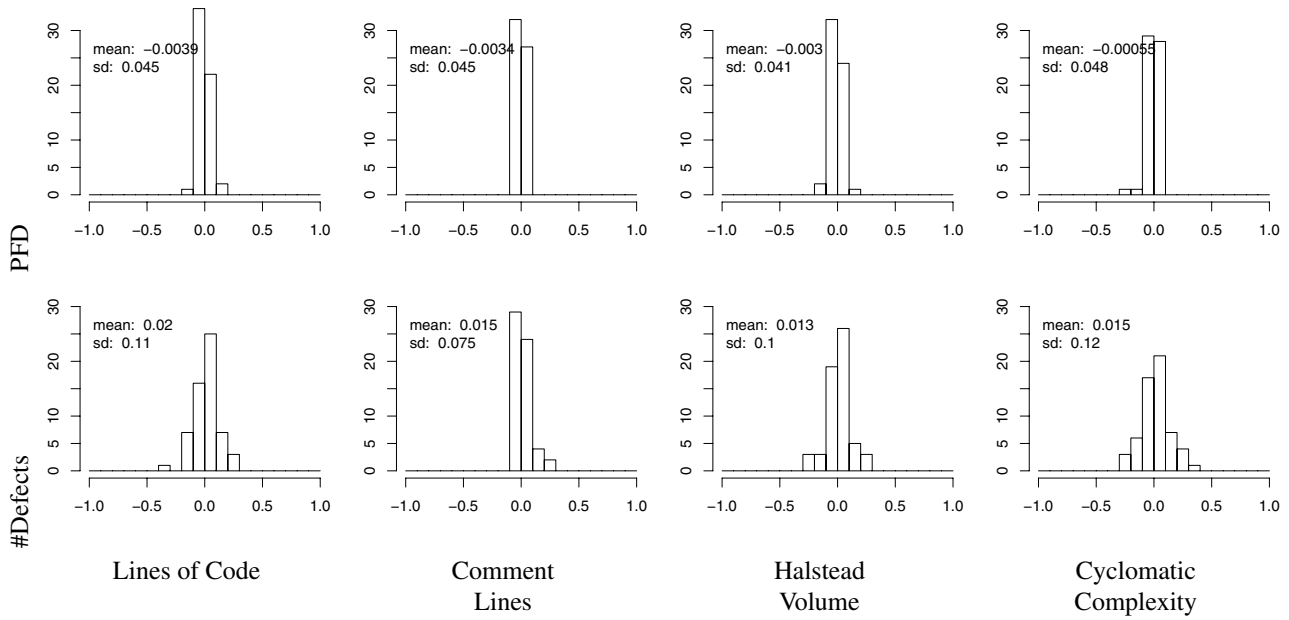 mean: −0.0039
sd: 0.045
0 5 10 20 30
−1.0 −0.5 0.0 0.5 1.0
mean: −0.0034
sd: 0.045
0 5 10 20 30
−1.0 −0.5 0.0 0.5 1.0
mean: −0.003
sd: 0.041
0 5 10 20 30
−1.0 −0.5 0.0 0.5 1.0
mean: −0.00055
sd: 0.048
0 5 10 20 30
−1.0 −0.5 0.0 0.5 1.0
PFD
mean: 0.02
sd: 0.11
0 5 10 20 30
−1.0 −0.5 0.0 0.5 1.0
mean: 0.015
sd: 0.075
0 5 10 20 30
−1.0 −0.5 0.0 0.5 1.0
mean: 0.013
sd: 0.1
0 5 10 20 30
−1.0 −0.5 0.0 0.5 1.0
mean: 0.015
sd: 0.12
0 5 10 20 30
−1.0 −0.5 0.0 0.5 1.0
#Defects
Lines of Code
Comment
Lines
Halstead
Volume
Cyclomatic
Complexity